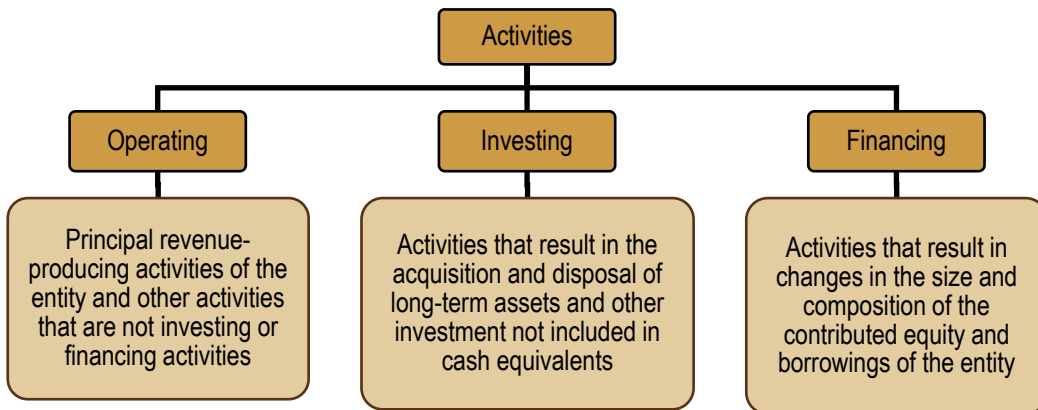 Activities
Operating
Investing
Financing
Principal revenue-
producing activities of the
entity and other activities
that are not investing or
financing activities
Activities that result in the
acquisition and disposal of
long-term assets and other
investment not included in
cash equivalents
Activities that result in
changes in the size and
composition of the
contributed equity and
borrowings of the entity